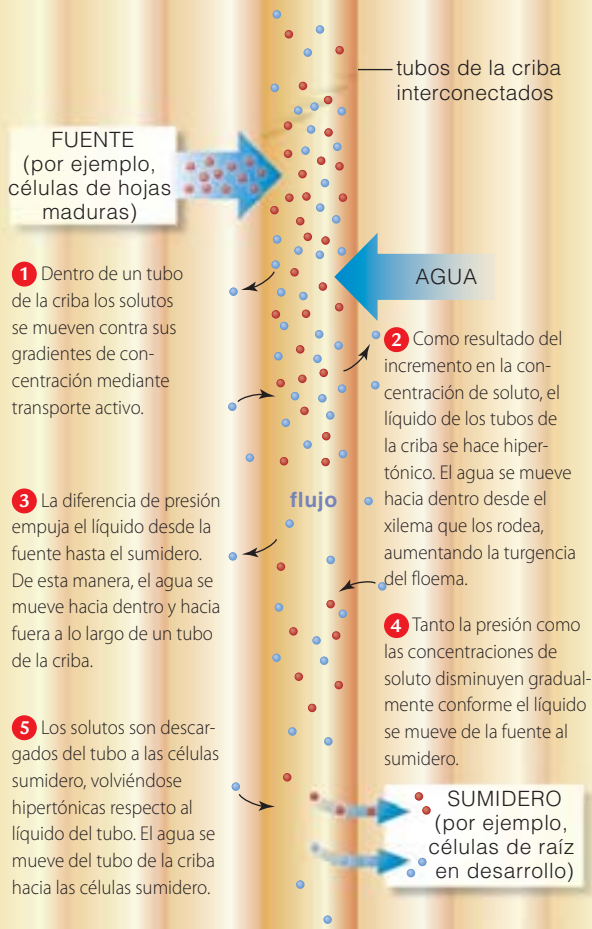 tubos de la criba
interconectados
FUENTE
(por ejemplo,
células de hojas
maduras)
1 Dentro de un tubo
de la criba los solutos
se mueven contra sus
gradientes de con-
centración mediante
transporte activo.
AGUA
2 Como resultado del
incremento en la con-
centración de soluto, el
líquido de los tubos de
la criba se hace hiper-
tónico. El agua se mueve
hacia dentro desde el
xilema que los rodea,
aumentando la turgencia
del floema.
3 La diferencia de presión
empuja el líquido desde la
fuente hasta el sumidero.
De esta manera, el agua se
mueve hacia dentro y hacia
fuera a lo largo de un tubo
de la criba.
flujo
4 Tanto la presión como
las concentraciones de
soluto disminuyen gradual-
mente conforme el líquido
se mueve de la fuente al
sumidero.
5 Los solutos son descar-
gados del tubo a las células
sumidero, volviéndose
hipertónicas respecto al
líquido del tubo. El agua se
mueve del tubo de la criba
hacia las células sumidero.
SUMIDERO
(por ejemplo,
células de raíz
en desarrollo)